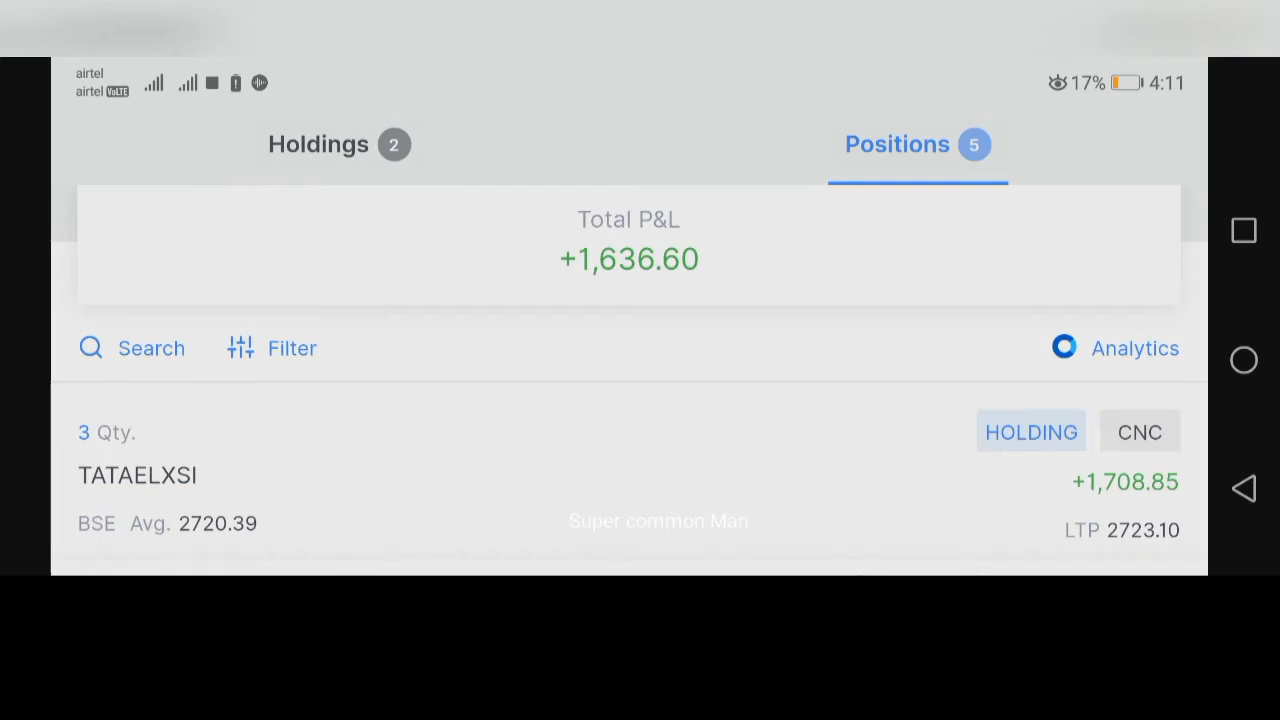 airtel
airtel VoLTE
17% 4:11
Holdings 2
Positions 5
Total P&L
+1,636.60
Search Filter Analytics
3 Qty. HOLDING CNC
TATAELXSI +1,708.85
BSE Avg. 2720.39 LTP 2723.10
Super common Man